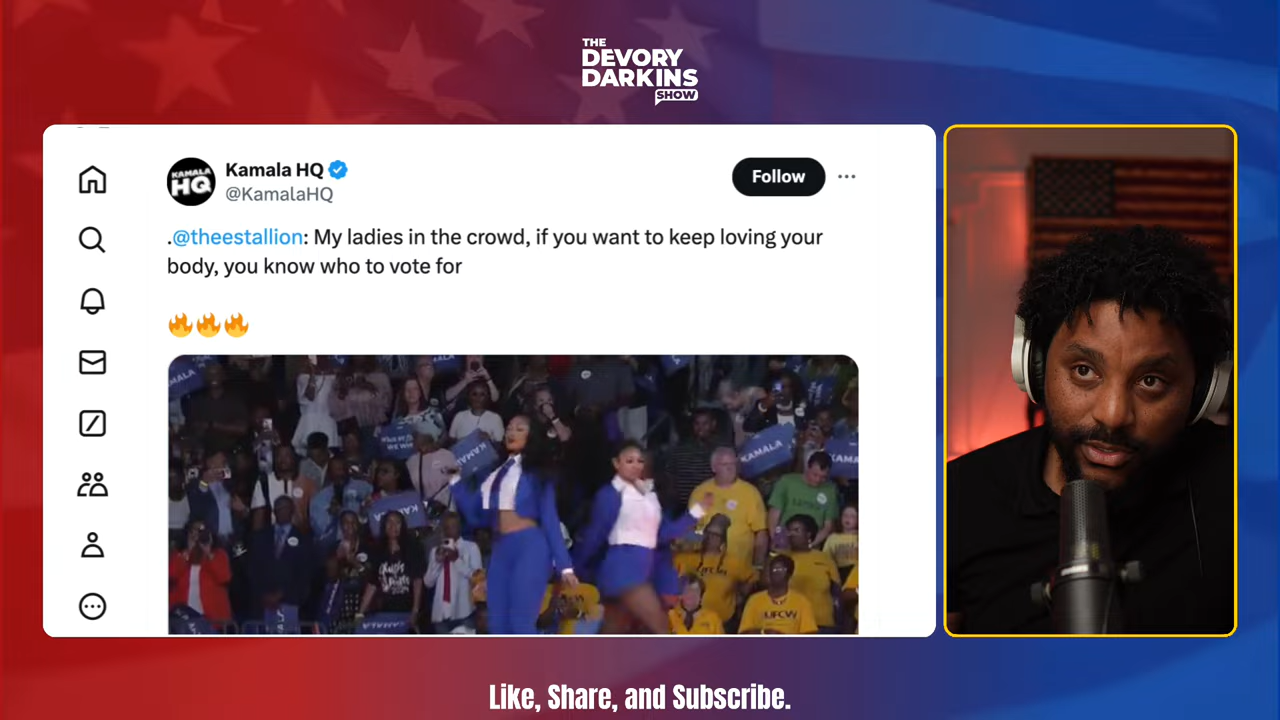 THE
DEVORY
DARKINS
SHOW
KAMALA
HQ
Kamala HQ
@KamalaHQ
Follow
.@theestallion: My ladies in the crowd, if you want to keep loving your
body, you know who to vote for
🔥🔥🔥
KAMALA
UFCW
Like, Share, and Subscribe.